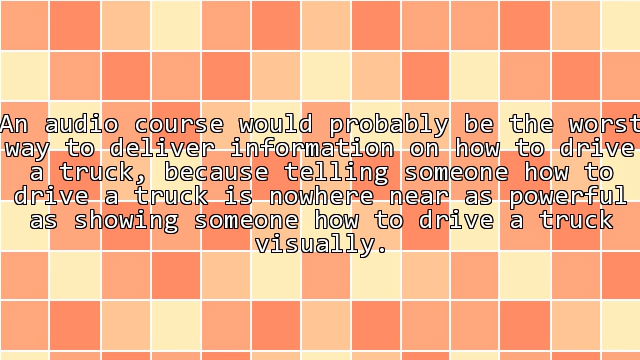 An audio course would probably be the worst
way to deliver information on how to drive
a truck, because telling someone how to
drive a truck is nowhere near as powerful
as showing someone how to drive a truck
visually.